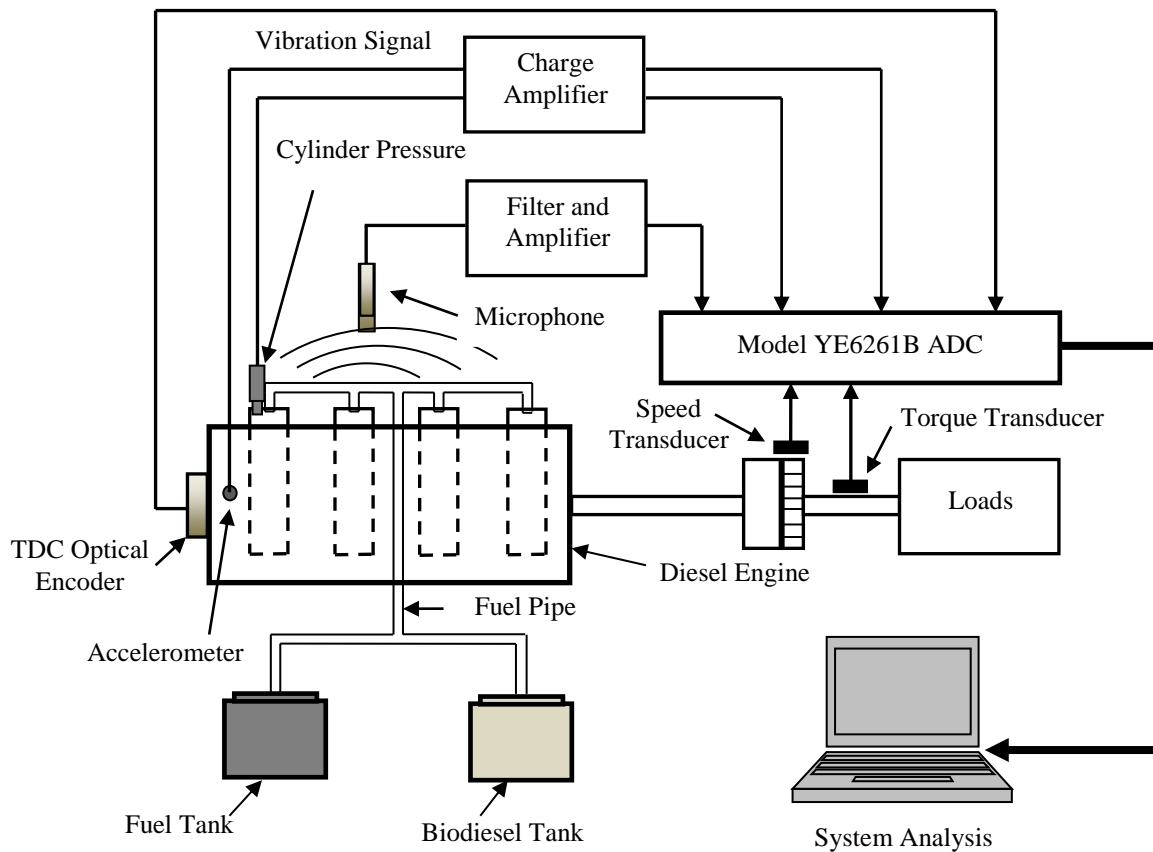 Vibration Signal
Charge
Amplifier
Cylinder Pressure
Filter and
Amplifier
Microphone
Model YE6261B ADC
Speed
Transducer
Torque Transducer
Loads
TDC Optical
Encoder
Diesel Engine
Fuel Pipe
Accelerometer
Fuel Tank
Biodiesel Tank
System Analysis